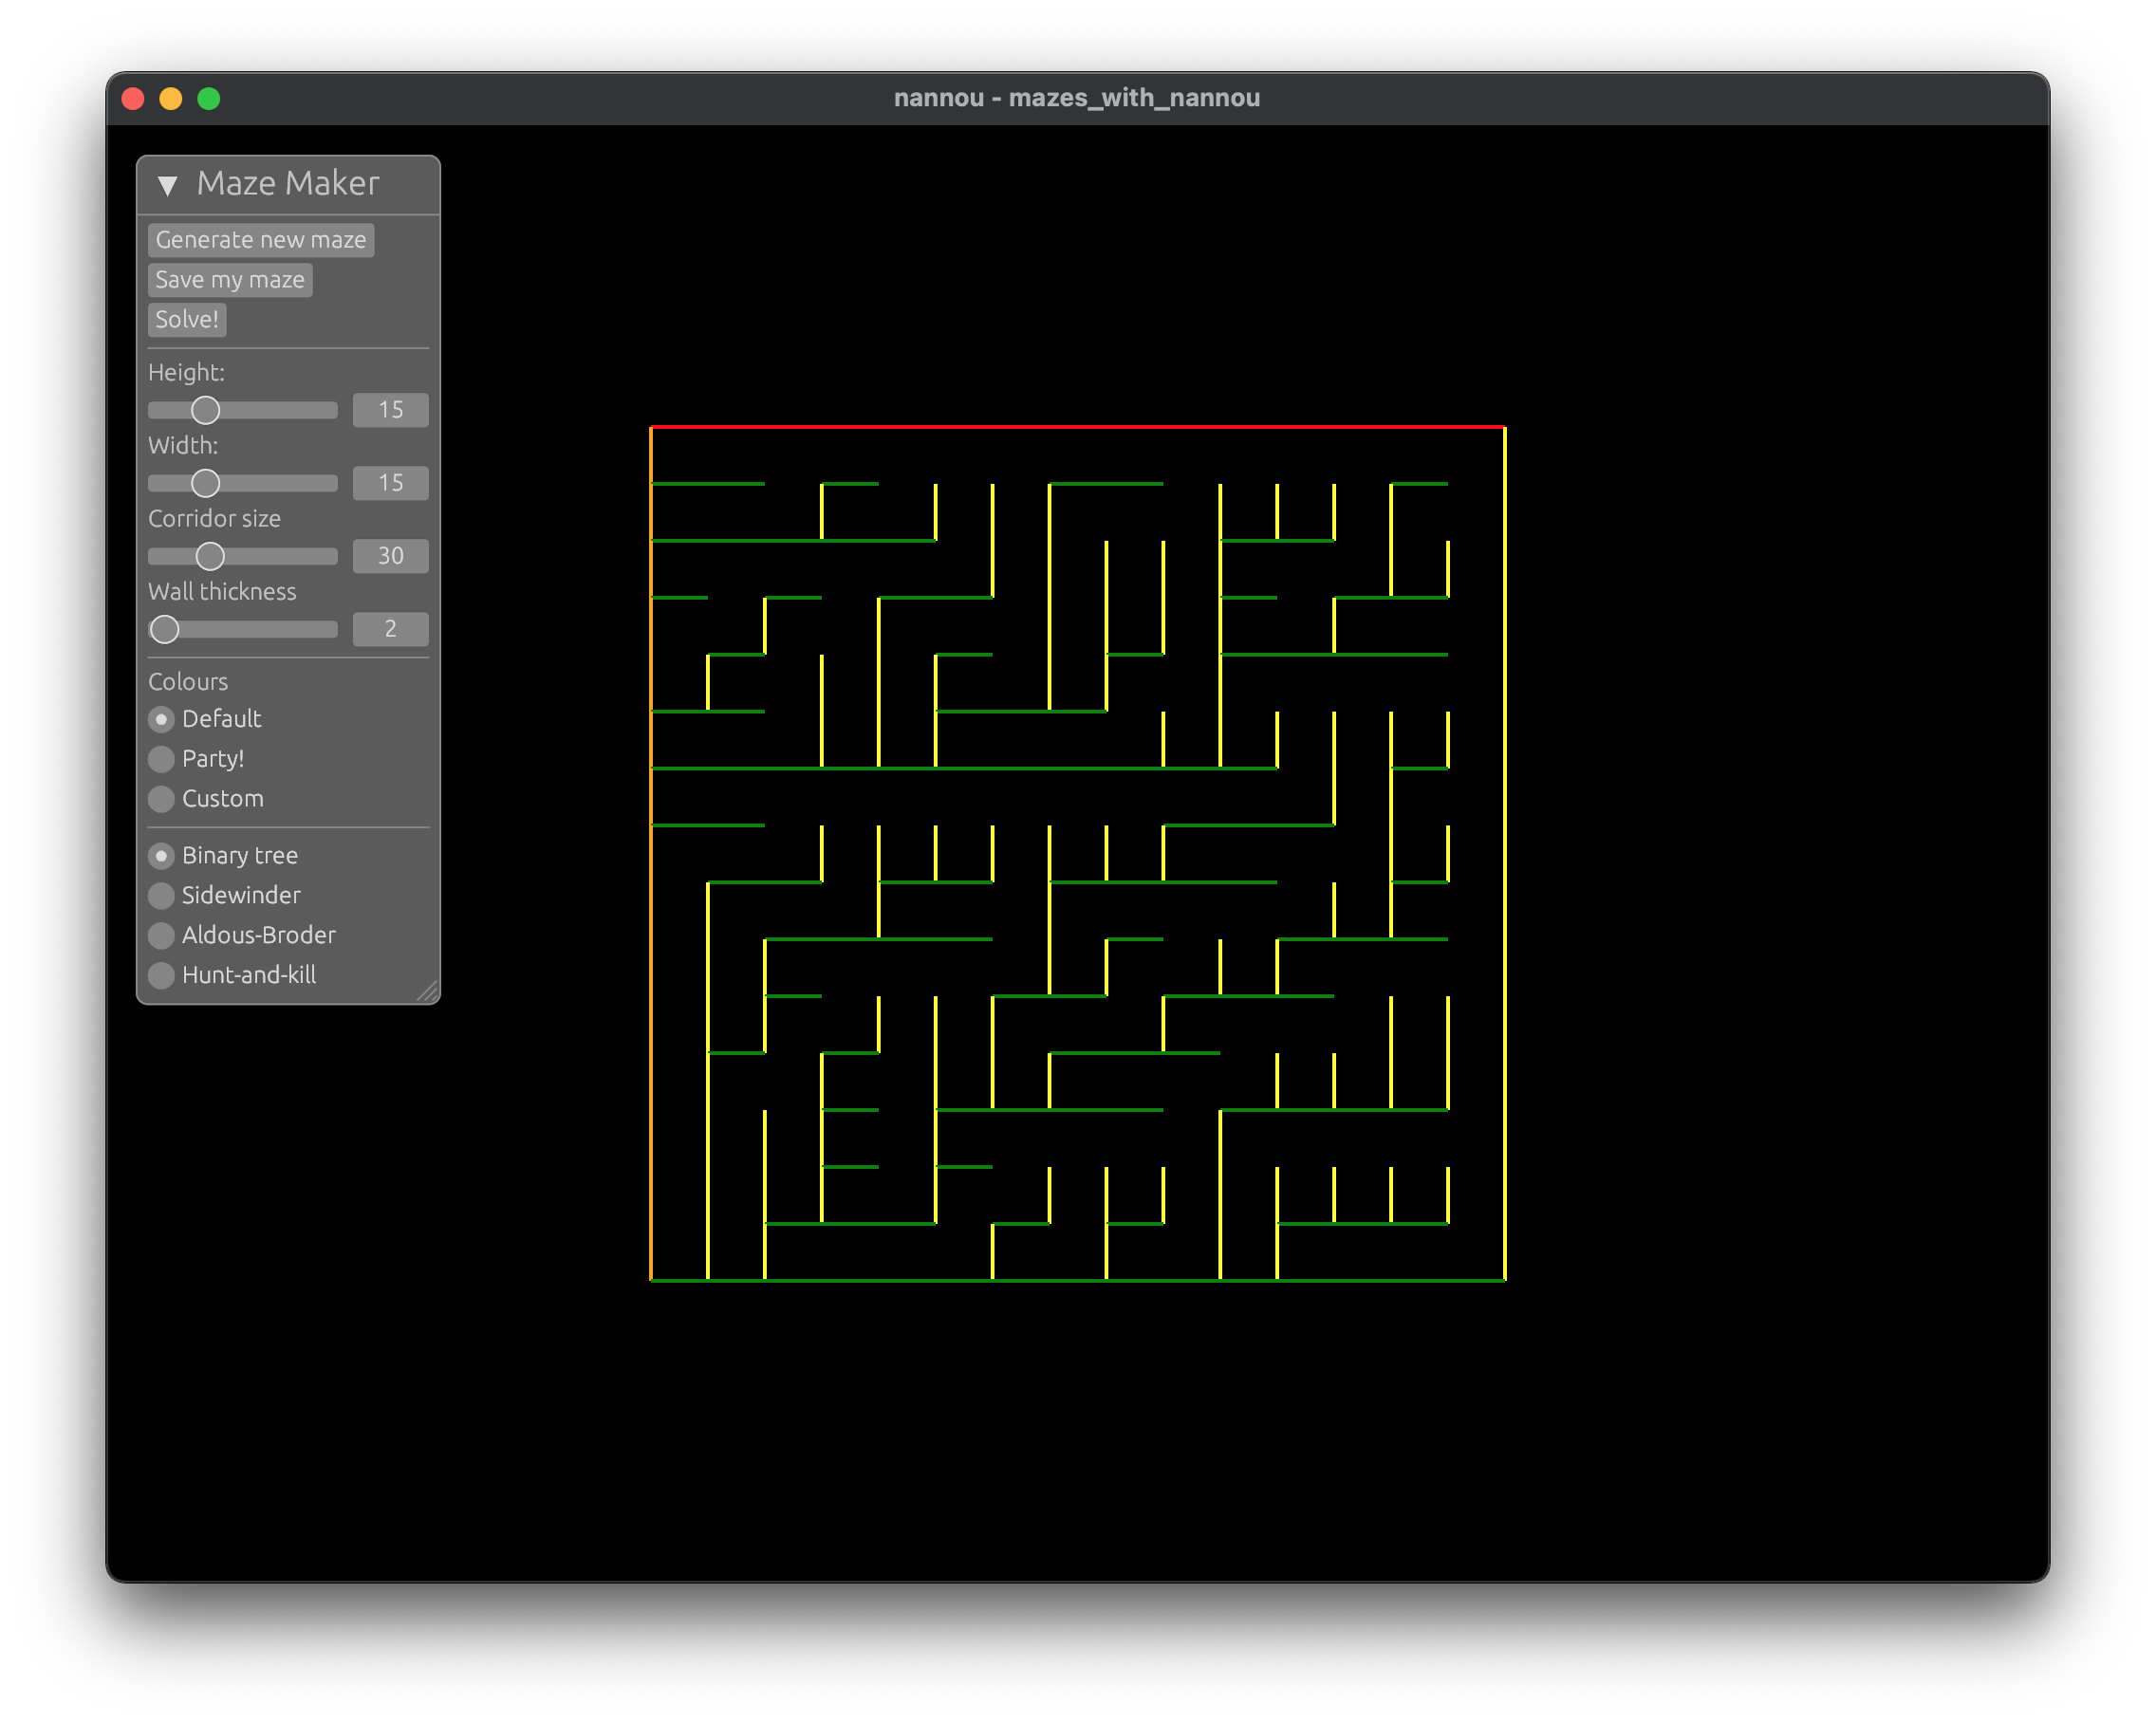 nannou - mazes_with_nannou
Maze Maker
Generate new maze
Save my maze
Solve!
Height:
15
Width:
15
Corridor size
30
Wall thickness
2
Colours
Default
Party!
Custom
Binary tree
Sidewinder
Aldous-Broder
Hunt-and-kill